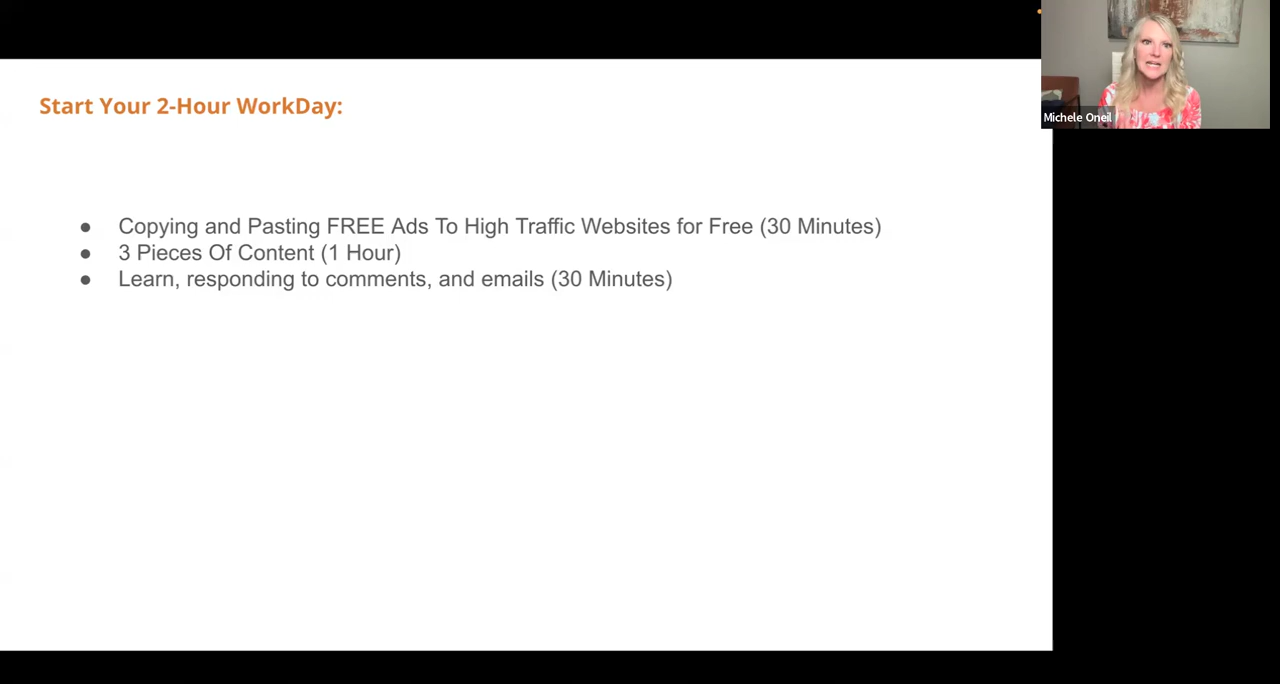 Start Your 2-Hour WorkDay:
● Copying and Pasting FREE Ads To High Traffic Websites for Free (30 Minutes)
● 3 Pieces Of Content (1 Hour)
● Learn, responding to comments, and emails (30 Minutes)
Michele Oneil